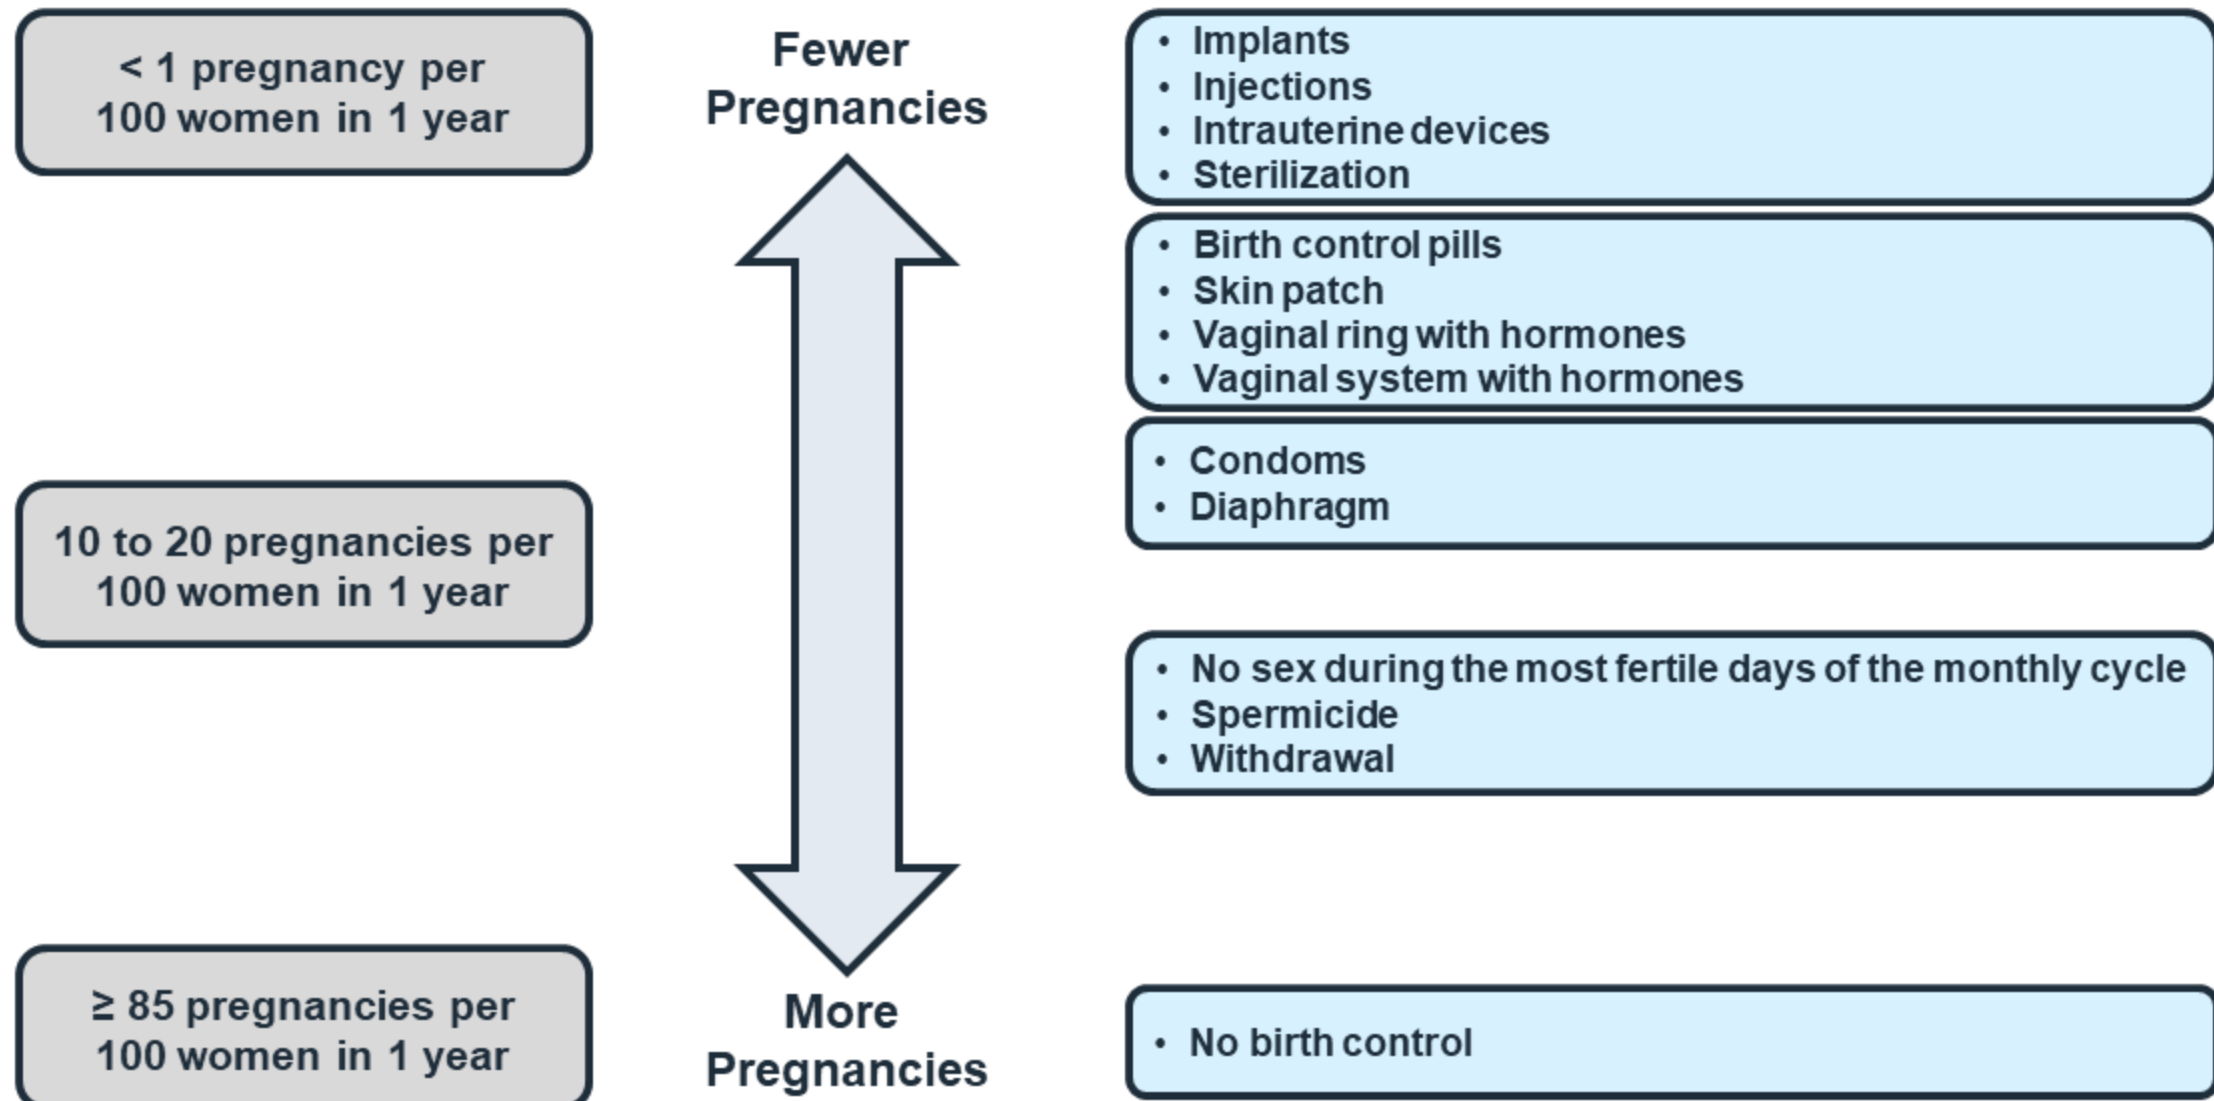 < 1 pregnancy per
100 women in 1 year
10 to 20 pregnancies per
100 women in 1 year
≥ 85 pregnancies per
100 women in 1 year
Fewer
Pregnancies
More
Pregnancies
• Implants
• Injections
• Intrauterine devices
• Sterilization
• Birth control pills
• Skin patch
• Vaginal ring with hormones
• Vaginal system with hormones
• Condoms
• Diaphragm
• No sex during the most fertile days of the monthly cycle
• Spermicide
• Withdrawal
• No birth control